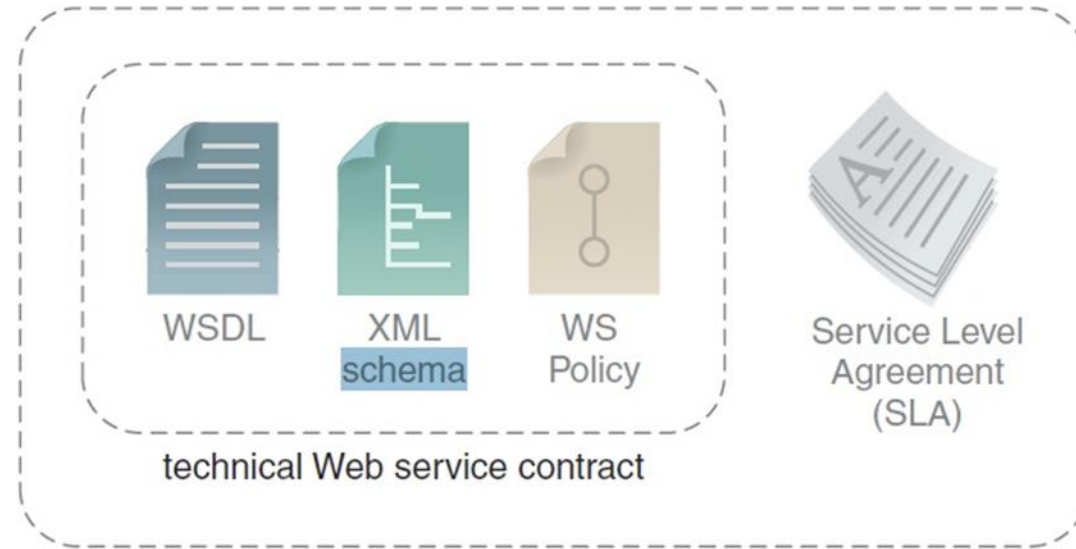 WSDL
XML
schema
WS
Policy
Service Level
Agreement
(SLA)
technical Web service contract
A